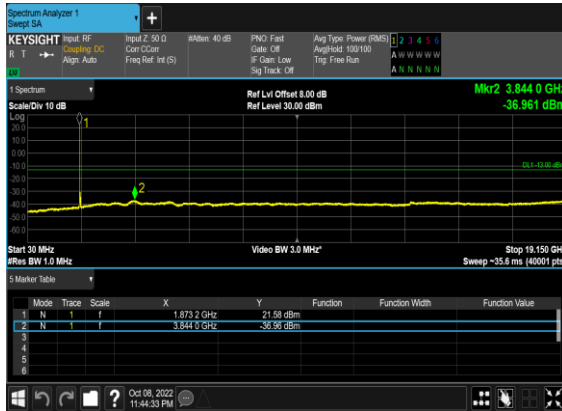 Spectrum Analyzer 1
Swept SA
+
KEYSIGHT Input: RF Input Z: 50 Ω #Atten: 40 dB PNO: Fast Avg Type: Power (RMS) 1 2 3 4 5 6
R T Coupling: DC Corr CCorr Gate: Off Avg|Hold: 100/100 A W W W W W
Align: Auto Freq Ref: Int (S) IF Gain: Low Trig: Free Run
Sig Track: Off A N N N N N
1 Spectrum Ref Lvl Offset 8.00 dB Mkr2 3.844 0 GHz
Scale/Div 10 dB Ref Level 30.00 dBm -36.961 dBm
Log
1
20.0
10.0
0.00
-10.0 DL1 -13.00 dBm
-20.0
-30.0 2
-40.0
-50.0
-60.0
Start 30 MHz Video BW 3.0 MHz* Stop 19.150 GHz
#Res BW 1.0 MHz Sweep ~35.6 ms (40001 pts)
5 Marker Table
Mode Trace Scale X Y Function Function Width Function Value
1 N 1 f 1.873 2 GHz 21.58 dBm
2 N 1 f 3.844 0 GHz -36.96 dBm
3
4
5
6
? Oct 08, 2022
11:44:33 PM